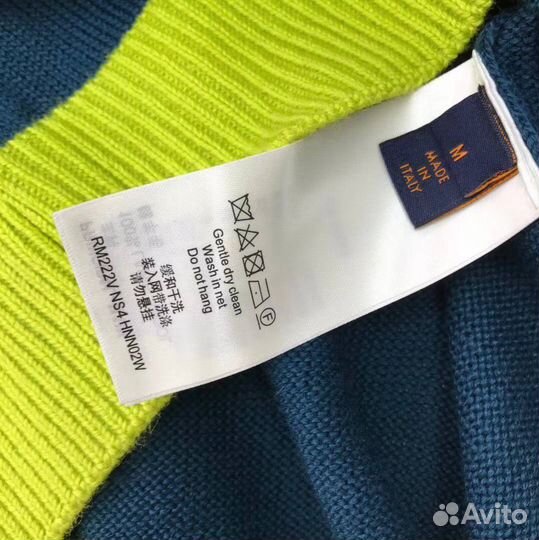 M
MADE
IN
ITALY
Gentle dry clean
Wash in net
Do not hang
缓和干洗
装入网带洗涤
请勿悬挂
RM222V NS4 HNN02W
Avito